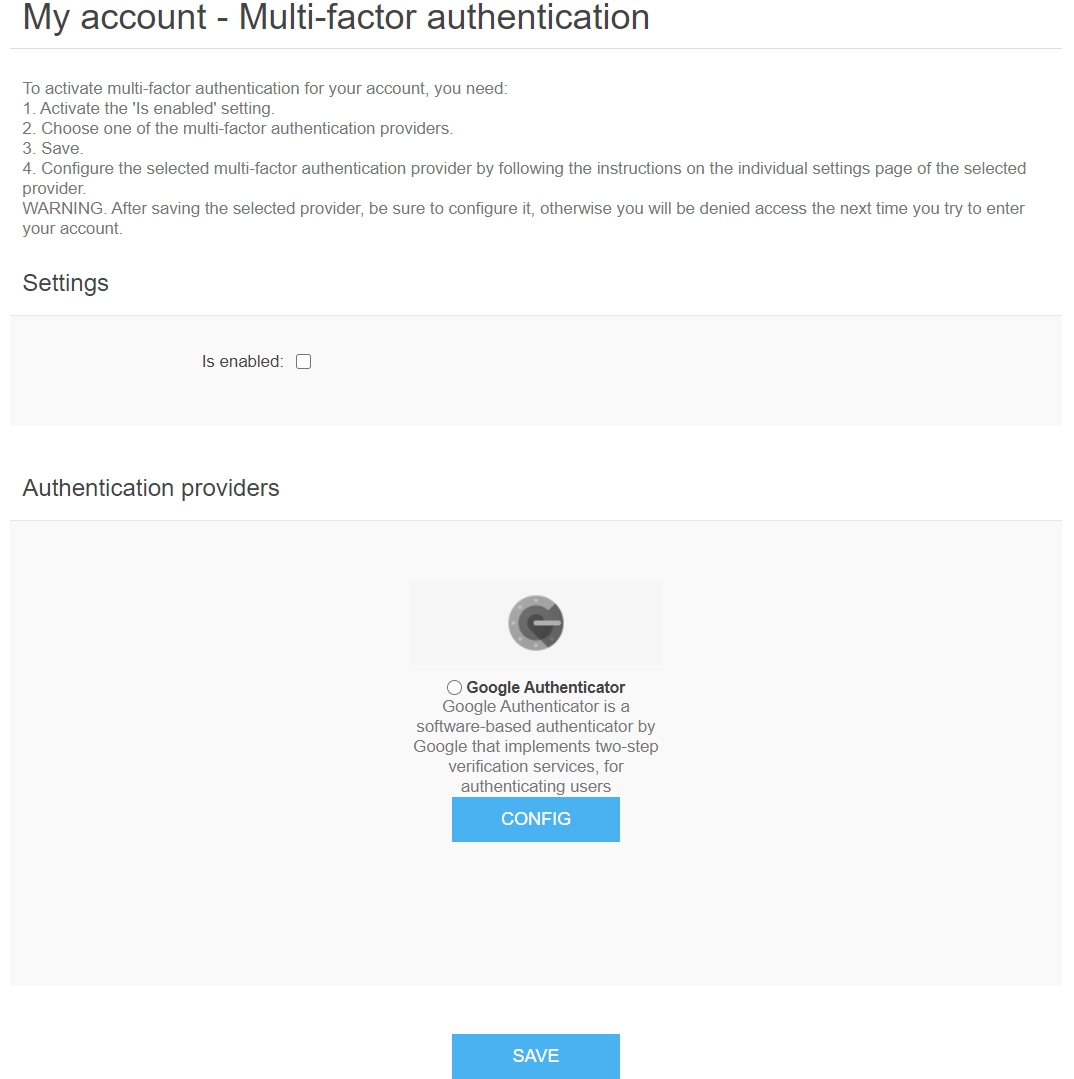 My account - Multi-factor authentication
To activate multi-factor authentication for your account, you need:
1. Activate the 'Is enabled' setting.
2. Choose one of the multi-factor authentication providers.
3. Save.
4. Configure the selected multi-factor authentication provider by following the instructions on the individual settings page of the selected
provider.
WARNING. After saving the selected provider, be sure to configure it, otherwise you will be denied access the next time you try to enter
your account.
Settings
Is enabled:
Authentication providers
Google Authenticator
Google Authenticator is a
software-based authenticator by
Google that implements two-step
verification services, for
authenticating users
CONFIG
SAVE